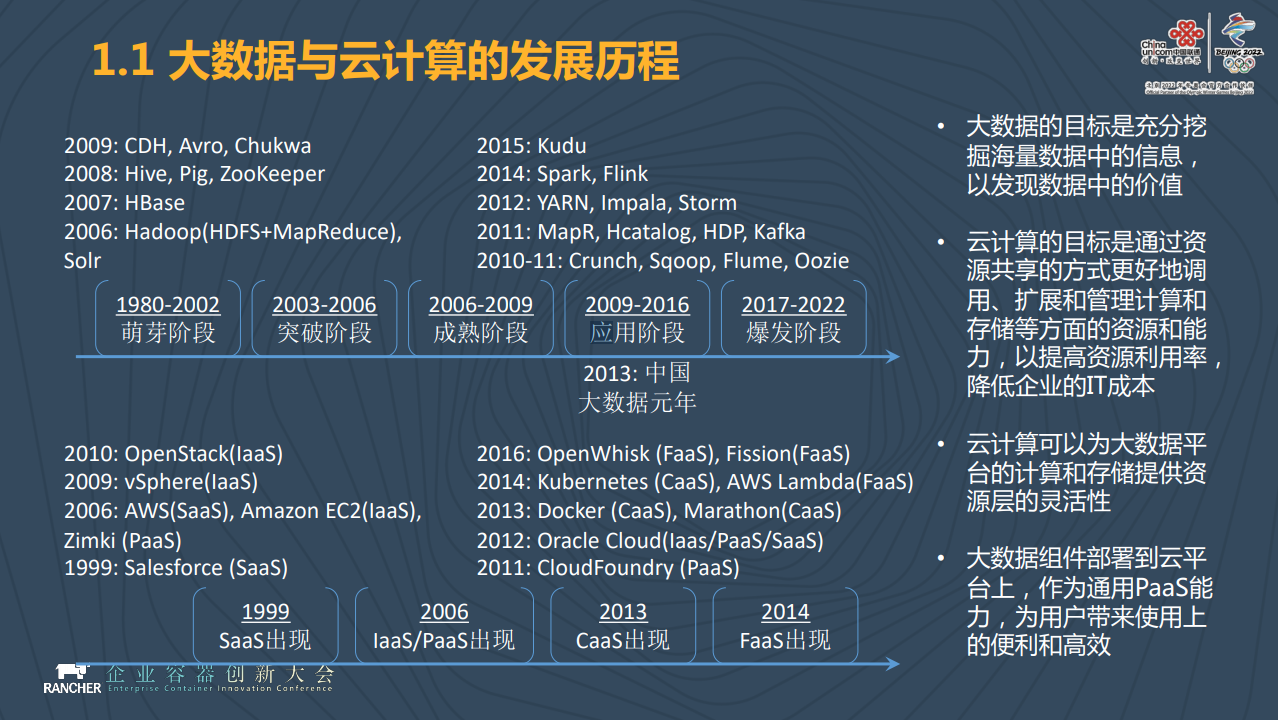 1.1 大数据与云计算的发展历程
China
unicom中国联通
创新·改变世界
BEIJING 2022
Official Partner of the Olympic Winter Games Beijing 2022
2009: CDH, Avro, Chukwa
2008: Hive, Pig, ZooKeeper
2007: HBase
2006: Hadoop(HDFS+MapReduce),
Solr
2015: Kudu
2014: Spark, Flink
2012: YARN, Impala, Storm
2011: MapR, Hcatalog, HDP, Kafka
2010-11: Crunch, Sqoop, Flume, Oozie
1980-2002
萌芽阶段
2003-2006
突破阶段
2006-2009
成熟阶段
2009-2016
应用阶段
2017-2022
爆发阶段
2013: 中国
大数据元年
2010: OpenStack(IaaS)
2009: vSphere(IaaS)
2006: AWS(SaaS), Amazon EC2(IaaS),
Zimki (PaaS)
1999: Salesforce (SaaS)
2016: OpenWhisk (FaaS), Fission(FaaS)
2014: Kubernetes (CaaS), AWS Lambda(FaaS)
2013: Docker (CaaS), Marathon(CaaS)
2012: Oracle Cloud(Iaas/PaaS/SaaS)
2011: CloudFoundry (PaaS)
1999
SaaS出现
2006
IaaS/PaaS出现
2013
CaaS出现
2014
FaaS出现
• 大数据的目标是充分挖
掘海量数据中的信息，
以发现数据中的价值
• 云计算的目标是通过资
源共享的方式更好地调
用、扩展和管理计算和
存储等方面的资源和能
力，以提高资源利用率，
降低企业的IT成本
• 云计算可以为大数据平
台的计算和存储提供资
源层的灵活性
• 大数据组件部署到云平
台上，作为通用PaaS能
力，为用户带来使用上
的便利和高效
RANCHER
企业容器创新大会
Enterprise Container Innovation Conference